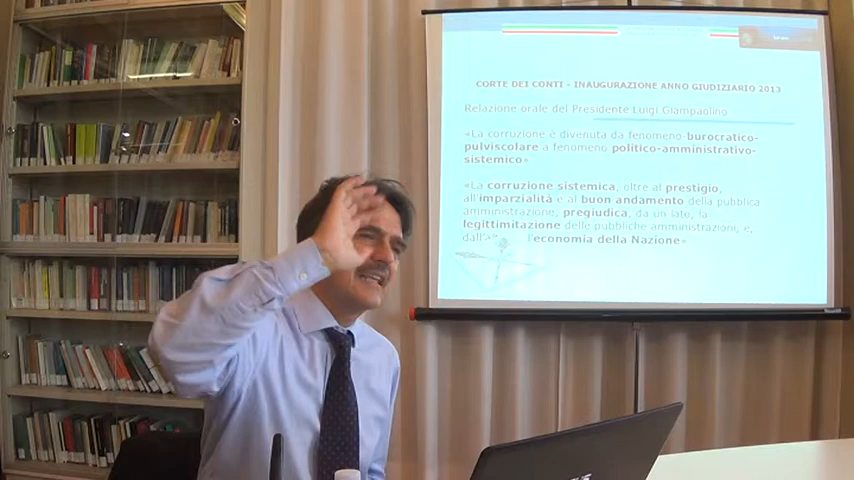 CORTE DEI CONTI - INAUGURAZIONE ANNO GIUDIZIARIO 2013
Relazione orale del Presidente Luigi Giampaolino
«La corruzione è divenuta da fenomeno burocratico-
pulviscolare a fenomeno politico-amministrativo-
sistemico»
«La corruzione sistemica, oltre al prestigio,
all'imparzialità e al buon andamento della pubblica
amministrazione, pregiudica, da un lato, la
legittimitazione delle pubbliche amministrazioni, e,
l'economia della Nazione»